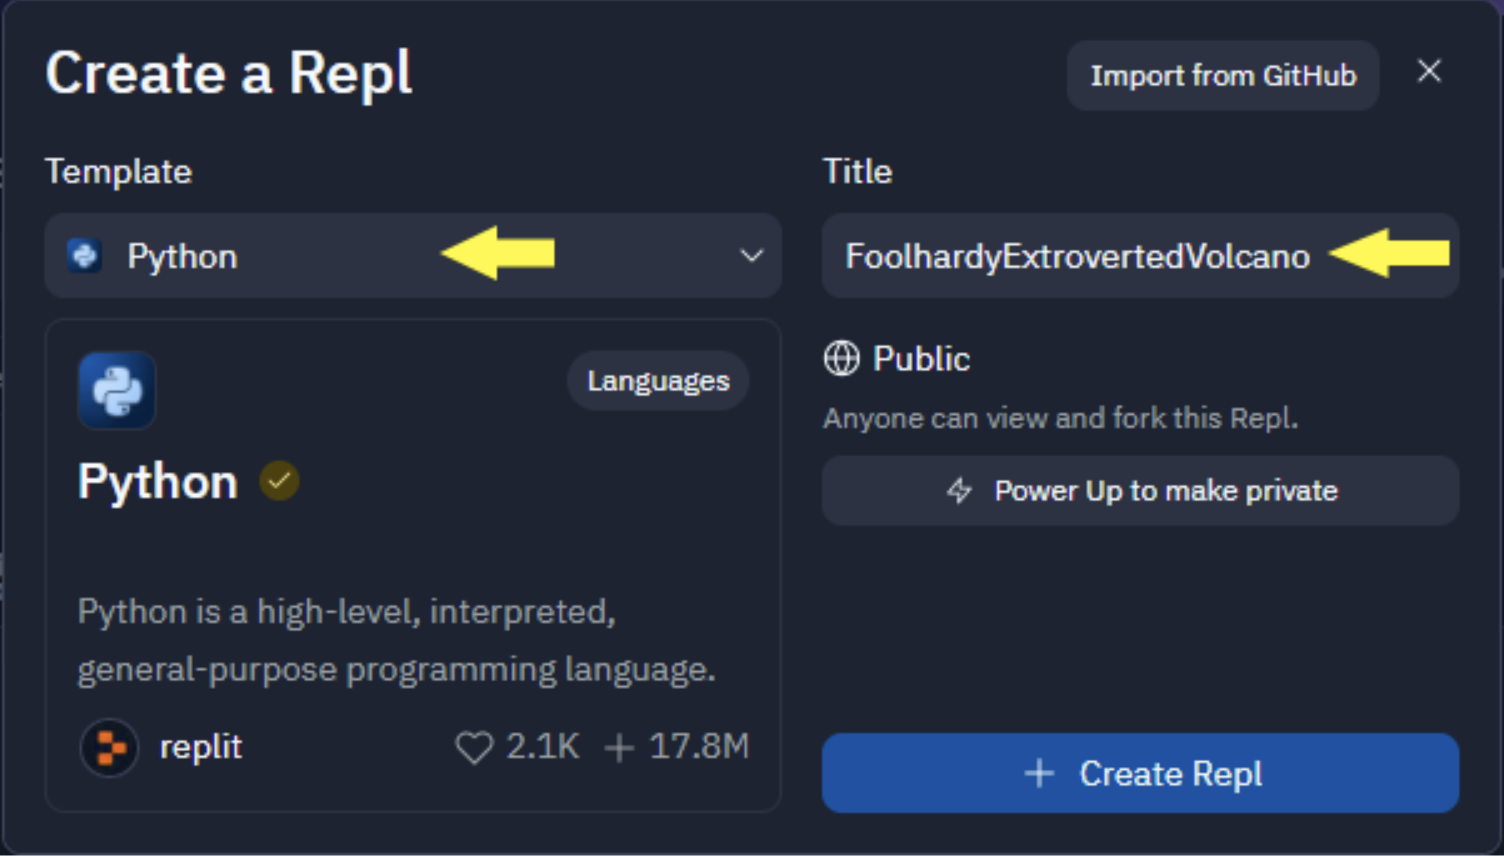 Create a Repl
Import from GitHub
Template
Python
Title
FoolhardyExtrovertedVolcano
Languages
Python
Python is a high-level, interpreted,
general-purpose programming language.
replit
2.1K
17.8M
Public
Anyone can view and fork this Repl.
Power Up to make private
+ Create Repl